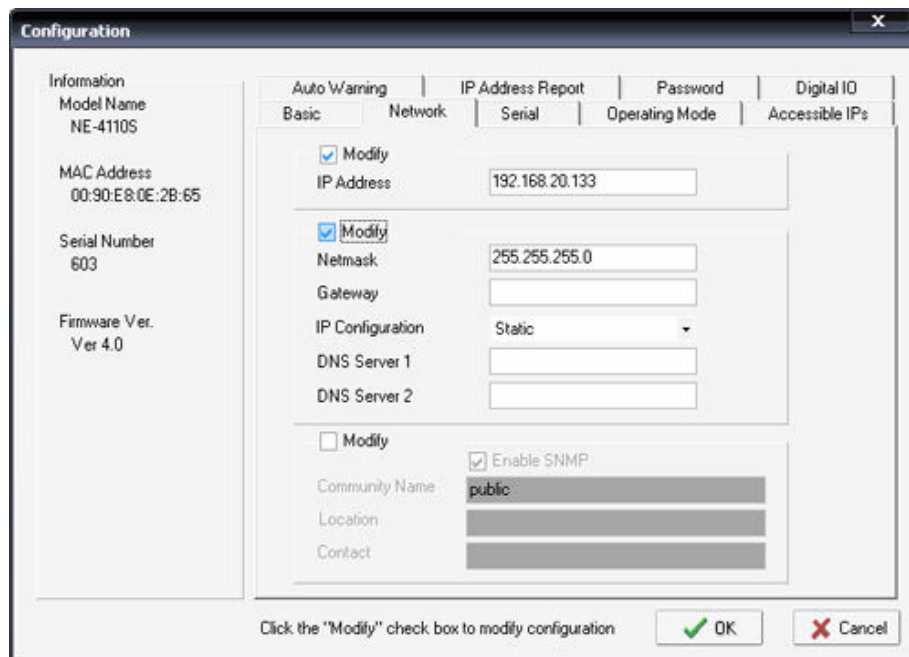 Configuration
X
Information
Model Name
NE-4110S
MAC Address
00:90:E8:0E:2B:65
Serial Number
603
Firmware Ver.
Ver 4.0
Auto Warning IP Address Report Password Digital IO
Basic Network Serial Operating Mode Accessible IPs
Modify
IP Address 192.168.20.133
Modify
Netmask 255.255.255.0
Gateway
IP Configuration Static
DNS Server 1
DNS Server 2
Modify
Enable SNMP
Community Name public
Location
Contact
Click the "Modify" check box to modify configuration OK Cancel